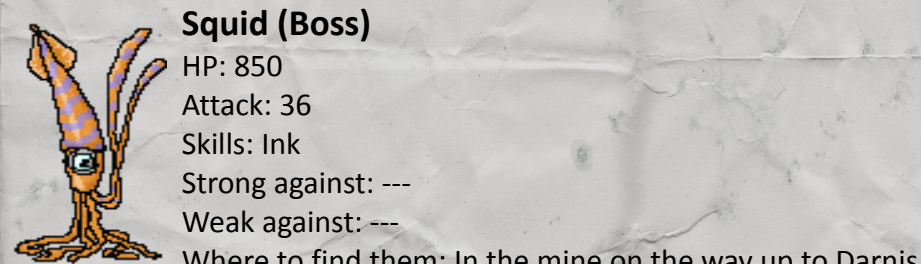 Squid (Boss)
HP: 850
Attack: 36
Skills: Ink
Strong against: ---
Weak against: ---
Where to find them: In the mine on the way up to Darnis